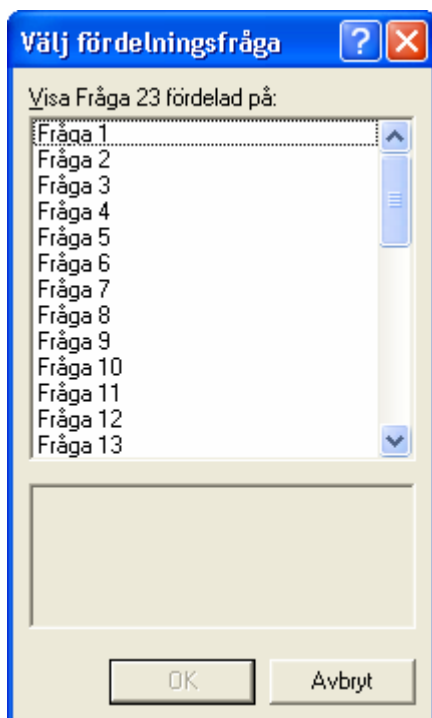 Välj fördelningsfråga
Visa Fråga 23 fördelad på:
Fråga 1
Fråga 2
Fråga 3
Fråga 4
Fråga 5
Fråga 6
Fråga 7
Fråga 8
Fråga 9
Fråga 10
Fråga 11
Fråga 12
Fråga 13
OK Avbryt